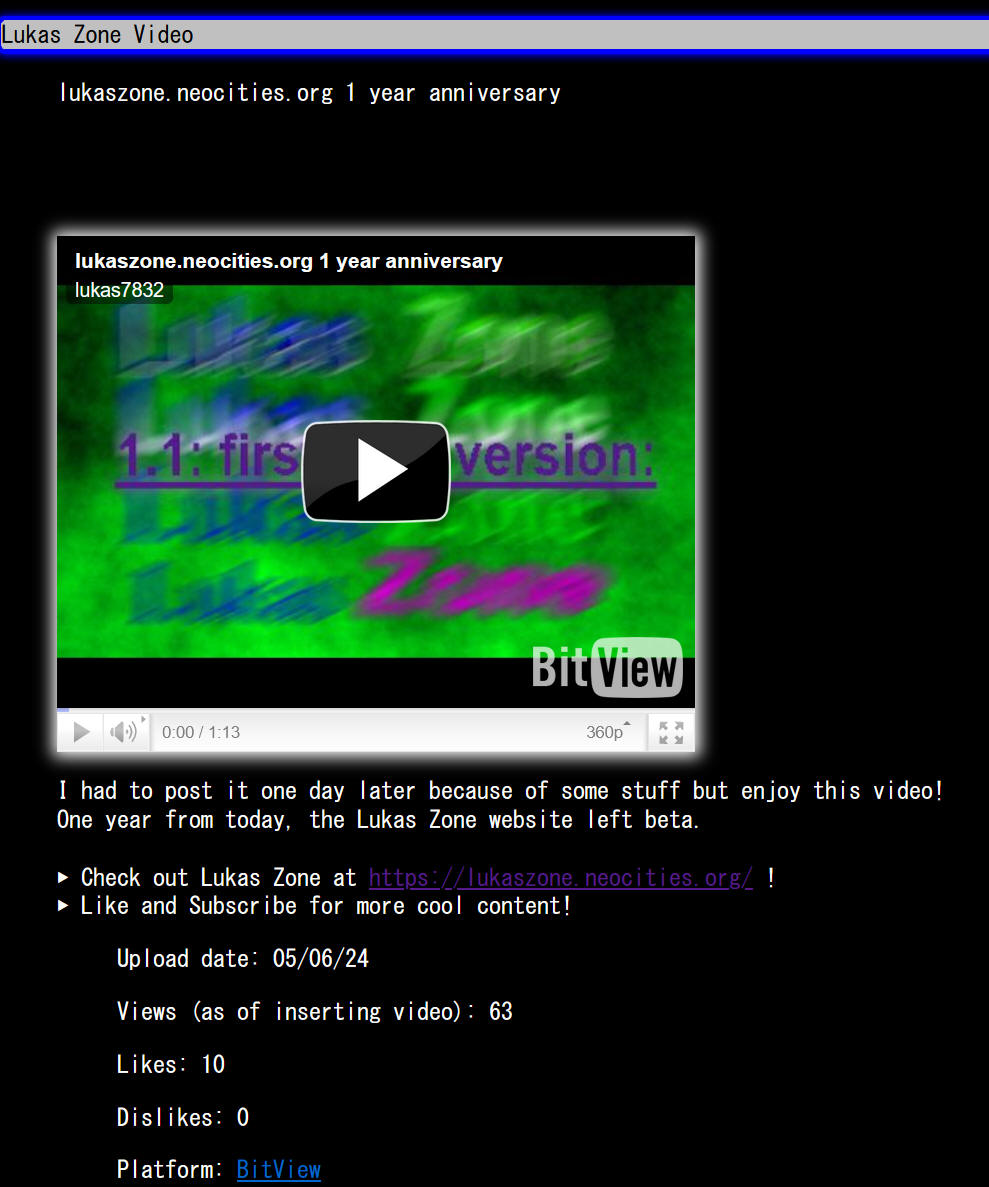 Lukas Zone Video
lukaszone.neocities.org 1 year anniversary
lukaszone.neocities.org 1 year anniversary
lukas7832
Lukas Zone
Lukas Zone
1.1: firs version:
Lukas Zone
Lukas Zone
BitView
0:00 / 1:13
360p
I had to post it one day later because of some stuff but enjoy this video!
One year from today, the Lukas Zone website left beta.
▶ Check out Lukas Zone at https://lukaszone.neocities.org/ !
▶ Like and Subscribe for more cool content!
Upload date: 05/06/24
Views (as of inserting video): 63
Likes: 10
Dislikes: 0
Platform: BitView